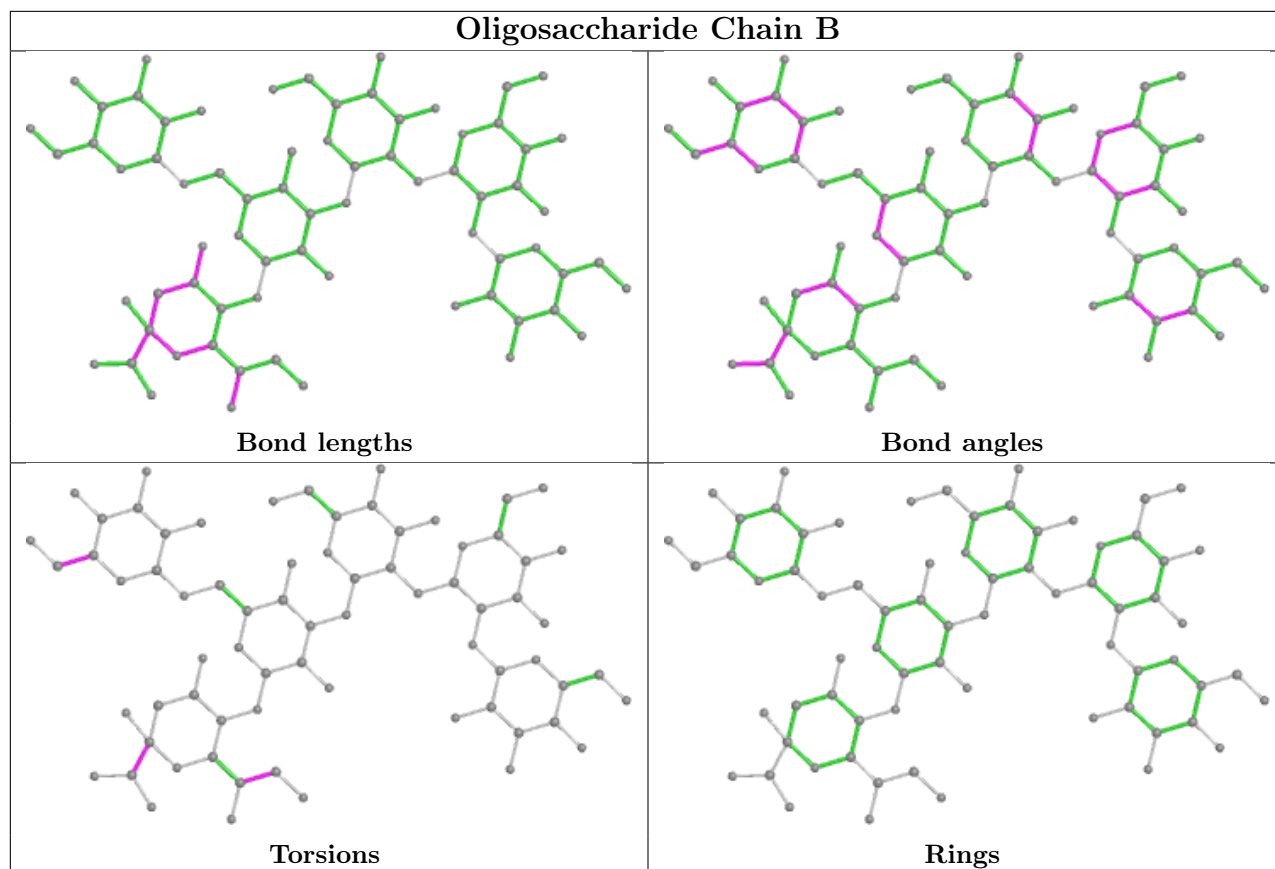 Oligosaccharide Chain B
Bond lengths
Bond angles
Torsions
Rings